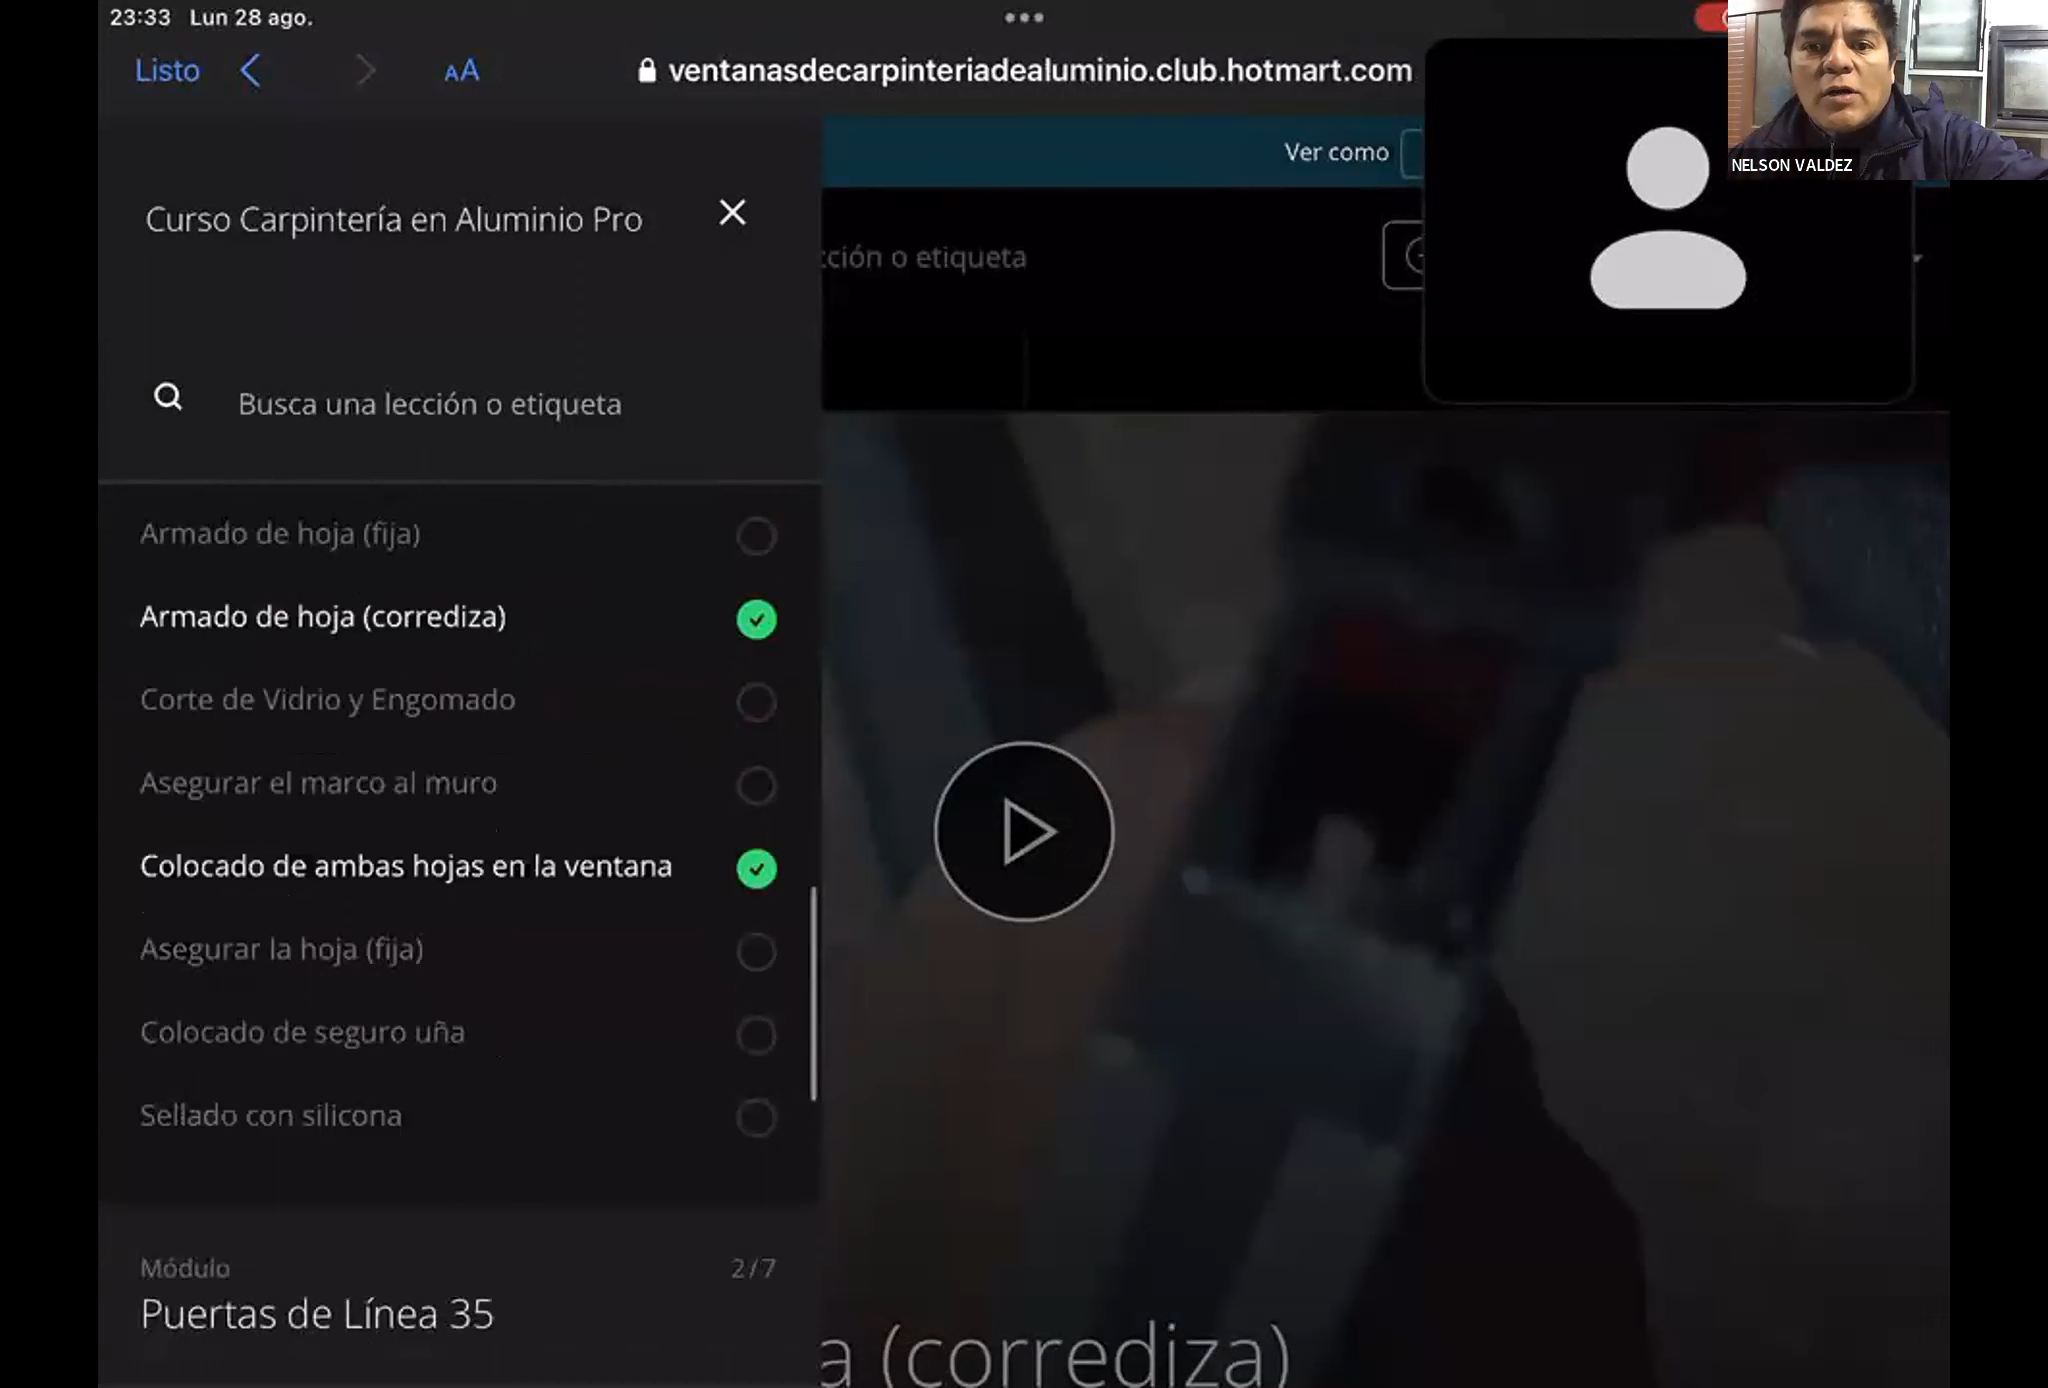 23:33 Lun 28 ago.
Listo
AA
ventanasdecarpinteriadealuminio.club.hotmart.com
NELSON VALDEZ
Ver como
Curso Carpintería en Aluminio Pro
cción o etiqueta
Busca una lección o etiqueta
Armado de hoja (fija)
Armado de hoja (corrediza)
Corte de Vidrio y Engomado
Asegurar el marco al muro
Colocado de ambas hojas en la ventana
Asegurar la hoja (fija)
Colocado de seguro uña
Sellado con silicona
Módulo 2/7
Puertas de Línea 35
a (corrediza)